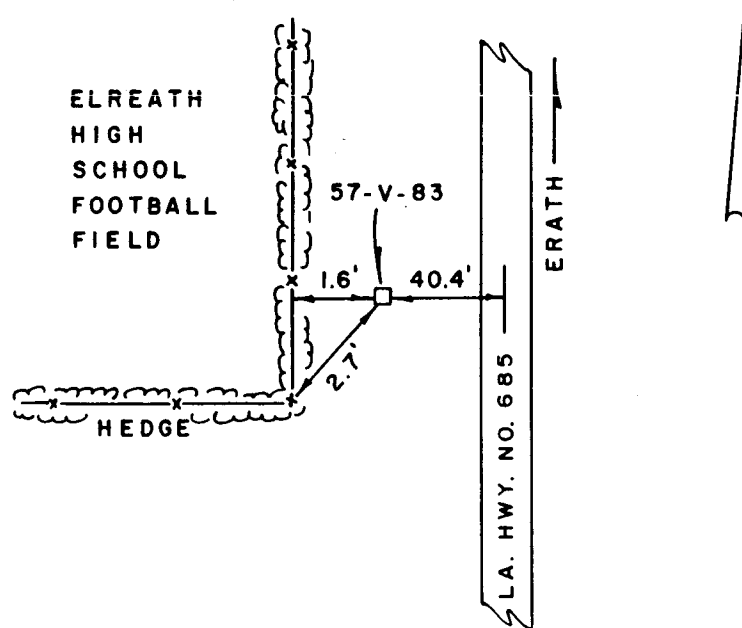 ELREATH
HIGH
SCHOOL
FOOTBALL
FIELD
57-V-83
1.6'
40.4'
2.7'
HEDGE
ERATH
LA. HWY. NO. 685